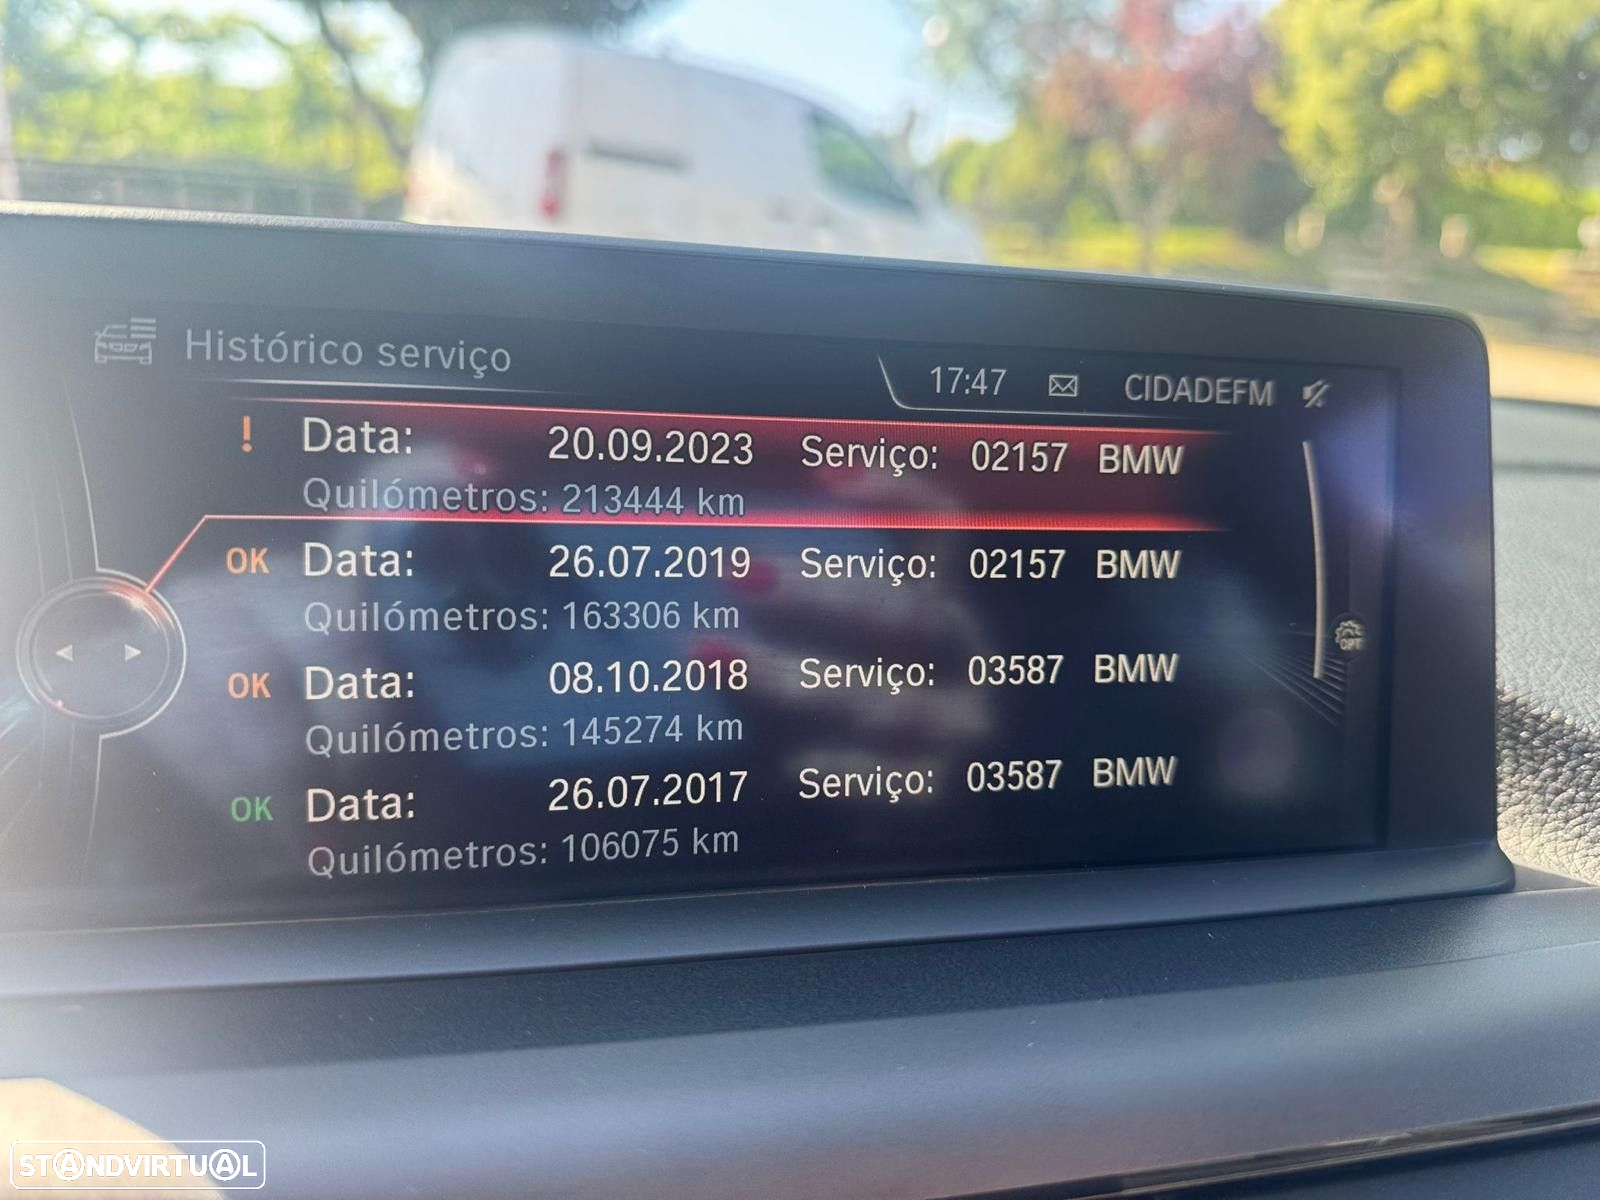 Histórico serviço
17:47 CIDADEFM
! Data: 20.09.2023 Serviço: 02157 BMW
Quilómetros: 213444 km
OK Data: 26.07.2019 Serviço: 02157 BMW
Quilómetros: 163306 km
OK Data: 08.10.2018 Serviço: 03587 BMW
Quilómetros: 145274 km
OK Data: 26.07.2017 Serviço: 03587 BMW
Quilómetros: 106075 km
OPT
STANDVIRTUAL